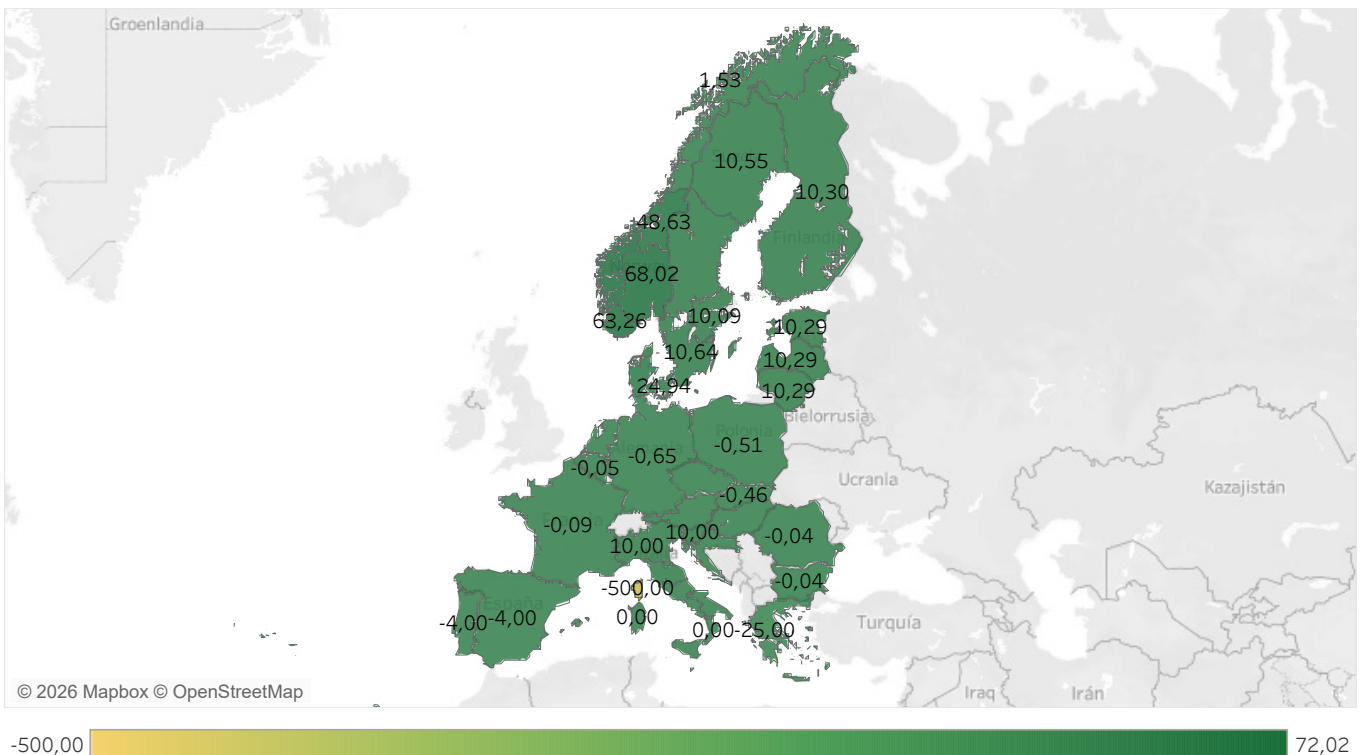 Groenlandia
1,53
10,55
10,30
48,63
Finlandia
68,02
63,26
10,09
10,29
10,64
10,29
24,94
10,29
Bielorrusia
Polonia
-0,51
Alemania
-0,65
-0,05
Ucrania
-0,46
Kazajistán
-0,09
10,00
10,00
-0,04
-0,04
-500,00
España
0,00
-4,00
-4,00
0,00
-25,00
Turquía
Iraq
Irán
© 2026 Mapbox © OpenStreetMap
-500,00
72,02